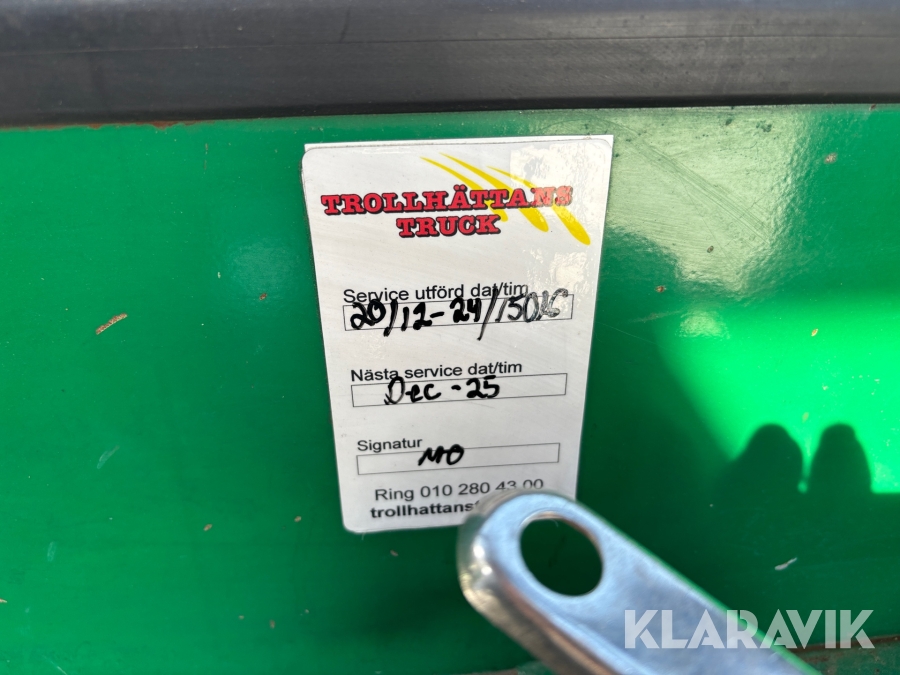 TROLLHÄTTANS
TRUCK
Service utförd dat/tim
20/12-24/15016
Nästa service dat/tim
Dec-25
Signatur
MO
Ring 010 280 43 00
KLARAVIK